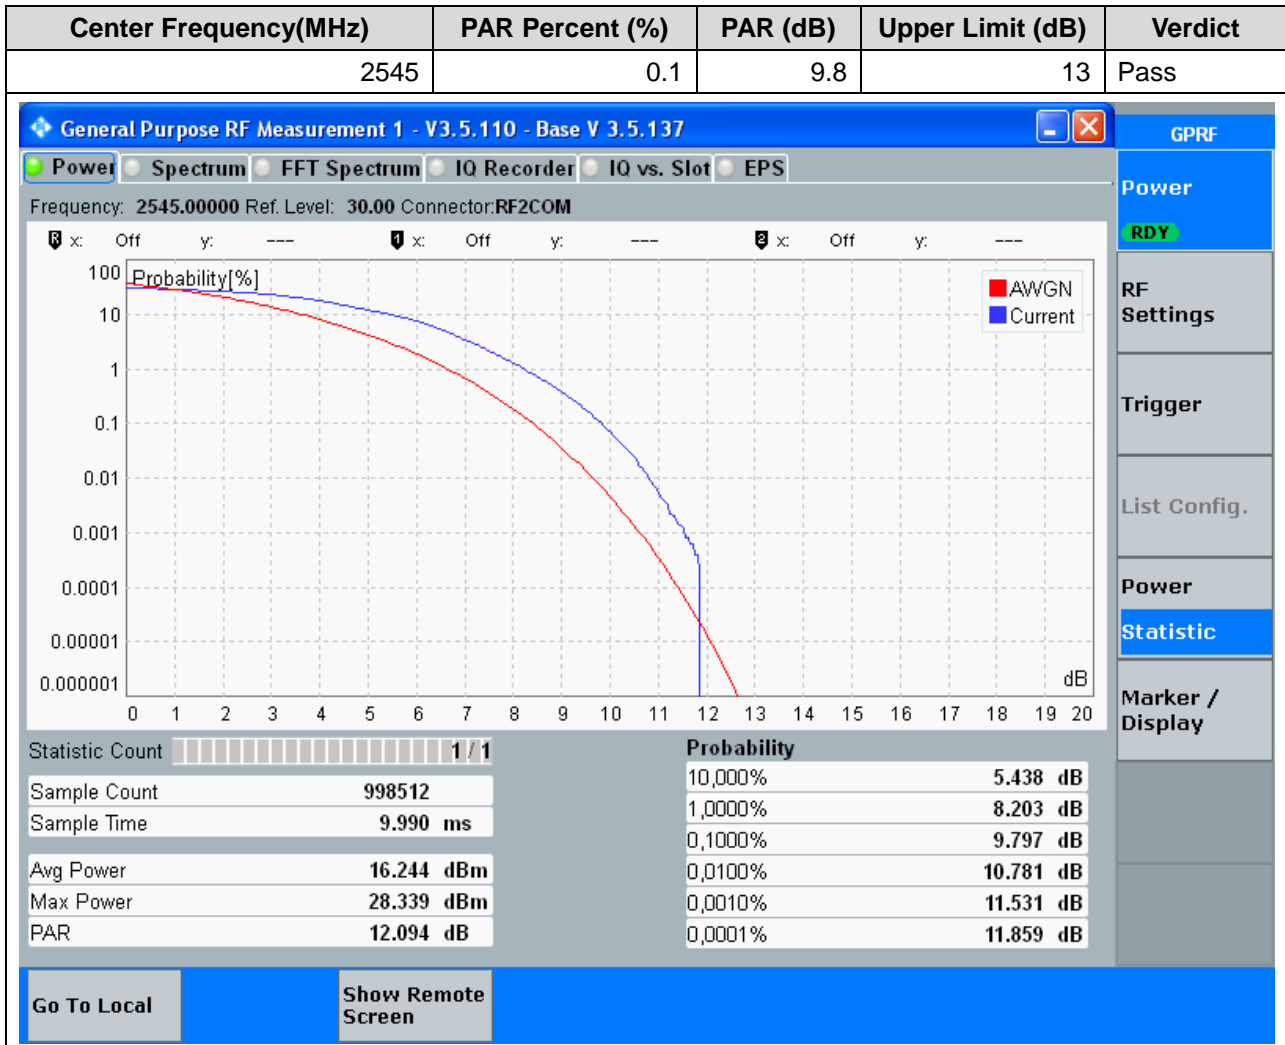 Center Frequency(MHz) PAR Percent (%) PAR (dB) Upper Limit (dB) Verdict
2545 0.1 9.8 13 Pass
General Purpose RF Measurement 1 - V3.5.110 - Base V 3.5.137
GPRF
Power Spectrum FFT Spectrum IQ Recorder IQ vs. Slot EPS
Frequency: 2545.00000 Ref. Level: 30.00 Connector:RF2COM
R x: Off y: --- 1 x: Off y: --- 2 x: Off y: ---
Probability[%]
100
10
1
0.1
0.01
0.001
0.0001
0.00001
0.000001
AWGN
Current
dB
0 1 2 3 4 5 6 7 8 9 10 11 12 13 14 15 16 17 18 19 20
Statistic Count 1 / 1
Sample Count 998512
Sample Time 9.990 ms
Avg Power 16.244 dBm
Max Power 28.339 dBm
PAR 12.094 dB
Probability
10,000% 5.438 dB
1,0000% 8.203 dB
0,1000% 9.797 dB
0,0100% 10.781 dB
0,0010% 11.531 dB
0,0001% 11.859 dB
Power
RDY
RF
Settings
Trigger
List Config.
Power
Statistic
Marker /
Display
Go To Local
Show Remote
Screen